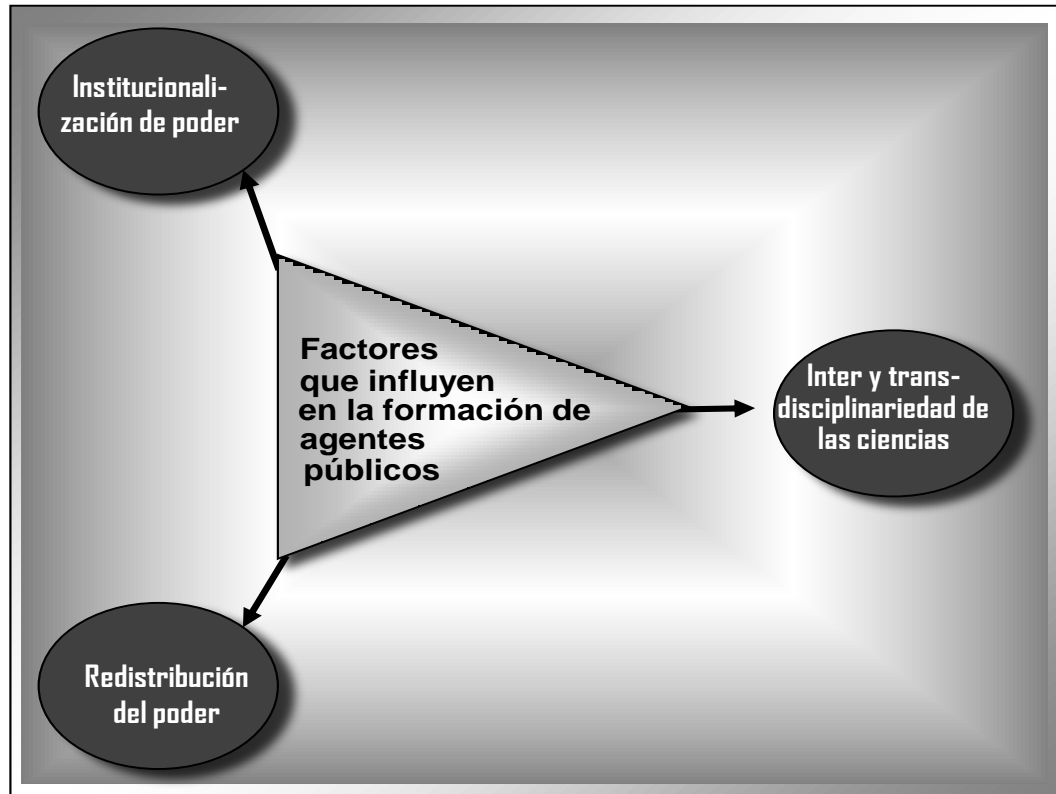 Institucionali-
zación de poder
Factores
que influyen
en la formación de
agentes
públicos
Inter y trans-
disciplinariedad de
las ciencias
Redistribución
del poder